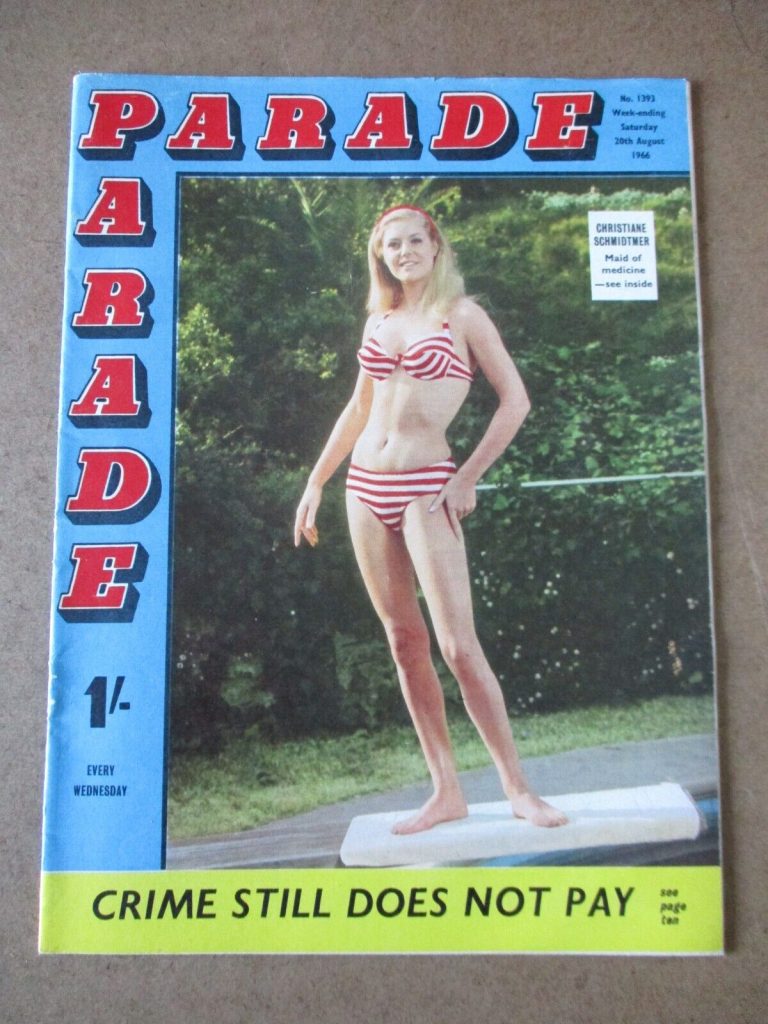 PARADE
No. 1393
Week-ending
Saturday
20th August
1966
PARADE
CHRISTIANE
SCHMIDTMER
Maid of
medicine
—see inside
1/-
EVERY
WEDNESDAY
CRIME STILL DOES NOT PAY
see
page
ten